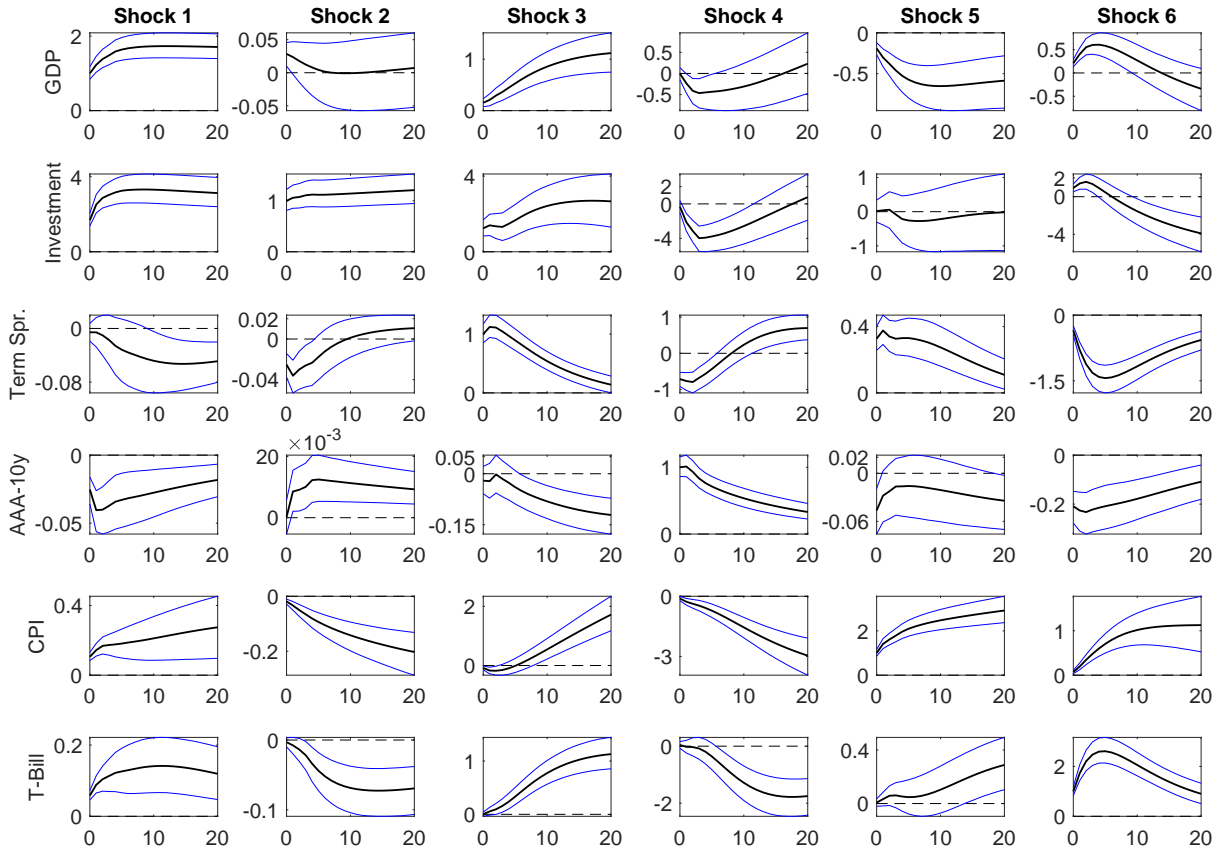 Shock 1 Shock 2 Shock 3 Shock 4 Shock 5 Shock 6
GDP
2 0.05 1 0.5 0 0.5
0 0 0
-0.5 -0.5 -0.5
0 -0.05 0
0 10 20 0 10 20 0 10 20 0 10 20 0 10 20 0 10 20
Investment
4 4 1 2
1 0 0
2 2 0
-4 -1 -4
0 0 0
0 10 20 0 10 20 0 10 20 0 10 20 0 10 20 0 10 20
Term Spr.
0 0.02 1 1 0.4 0
0 0
-0.08 -0.04 0 -1 0 -1.5
0 10 20 0 10 20 0 10 20 0 10 20 0 10 20 0 10 20
AAA-10y
×10⁻³
0 20 0.05 1 0.02 0
10
-0.05 0 -0.15 0 -0.06 -0.2
0 10 20 0 10 20 0 10 20 0 10 20 0 10 20 0 10 20
CPI
0.4 0 2 0 2 1
0 -0.2 0 -3 0 0
0 10 20 0 10 20 0 10 20 0 10 20 0 10 20 0 10 20
T-Bill
0.2 0 1 0 0.4 2
1
0 -0.1 0 -2 0 0
0 10 20 0 10 20 0 10 20 0 10 20 0 10 20 0 10 20